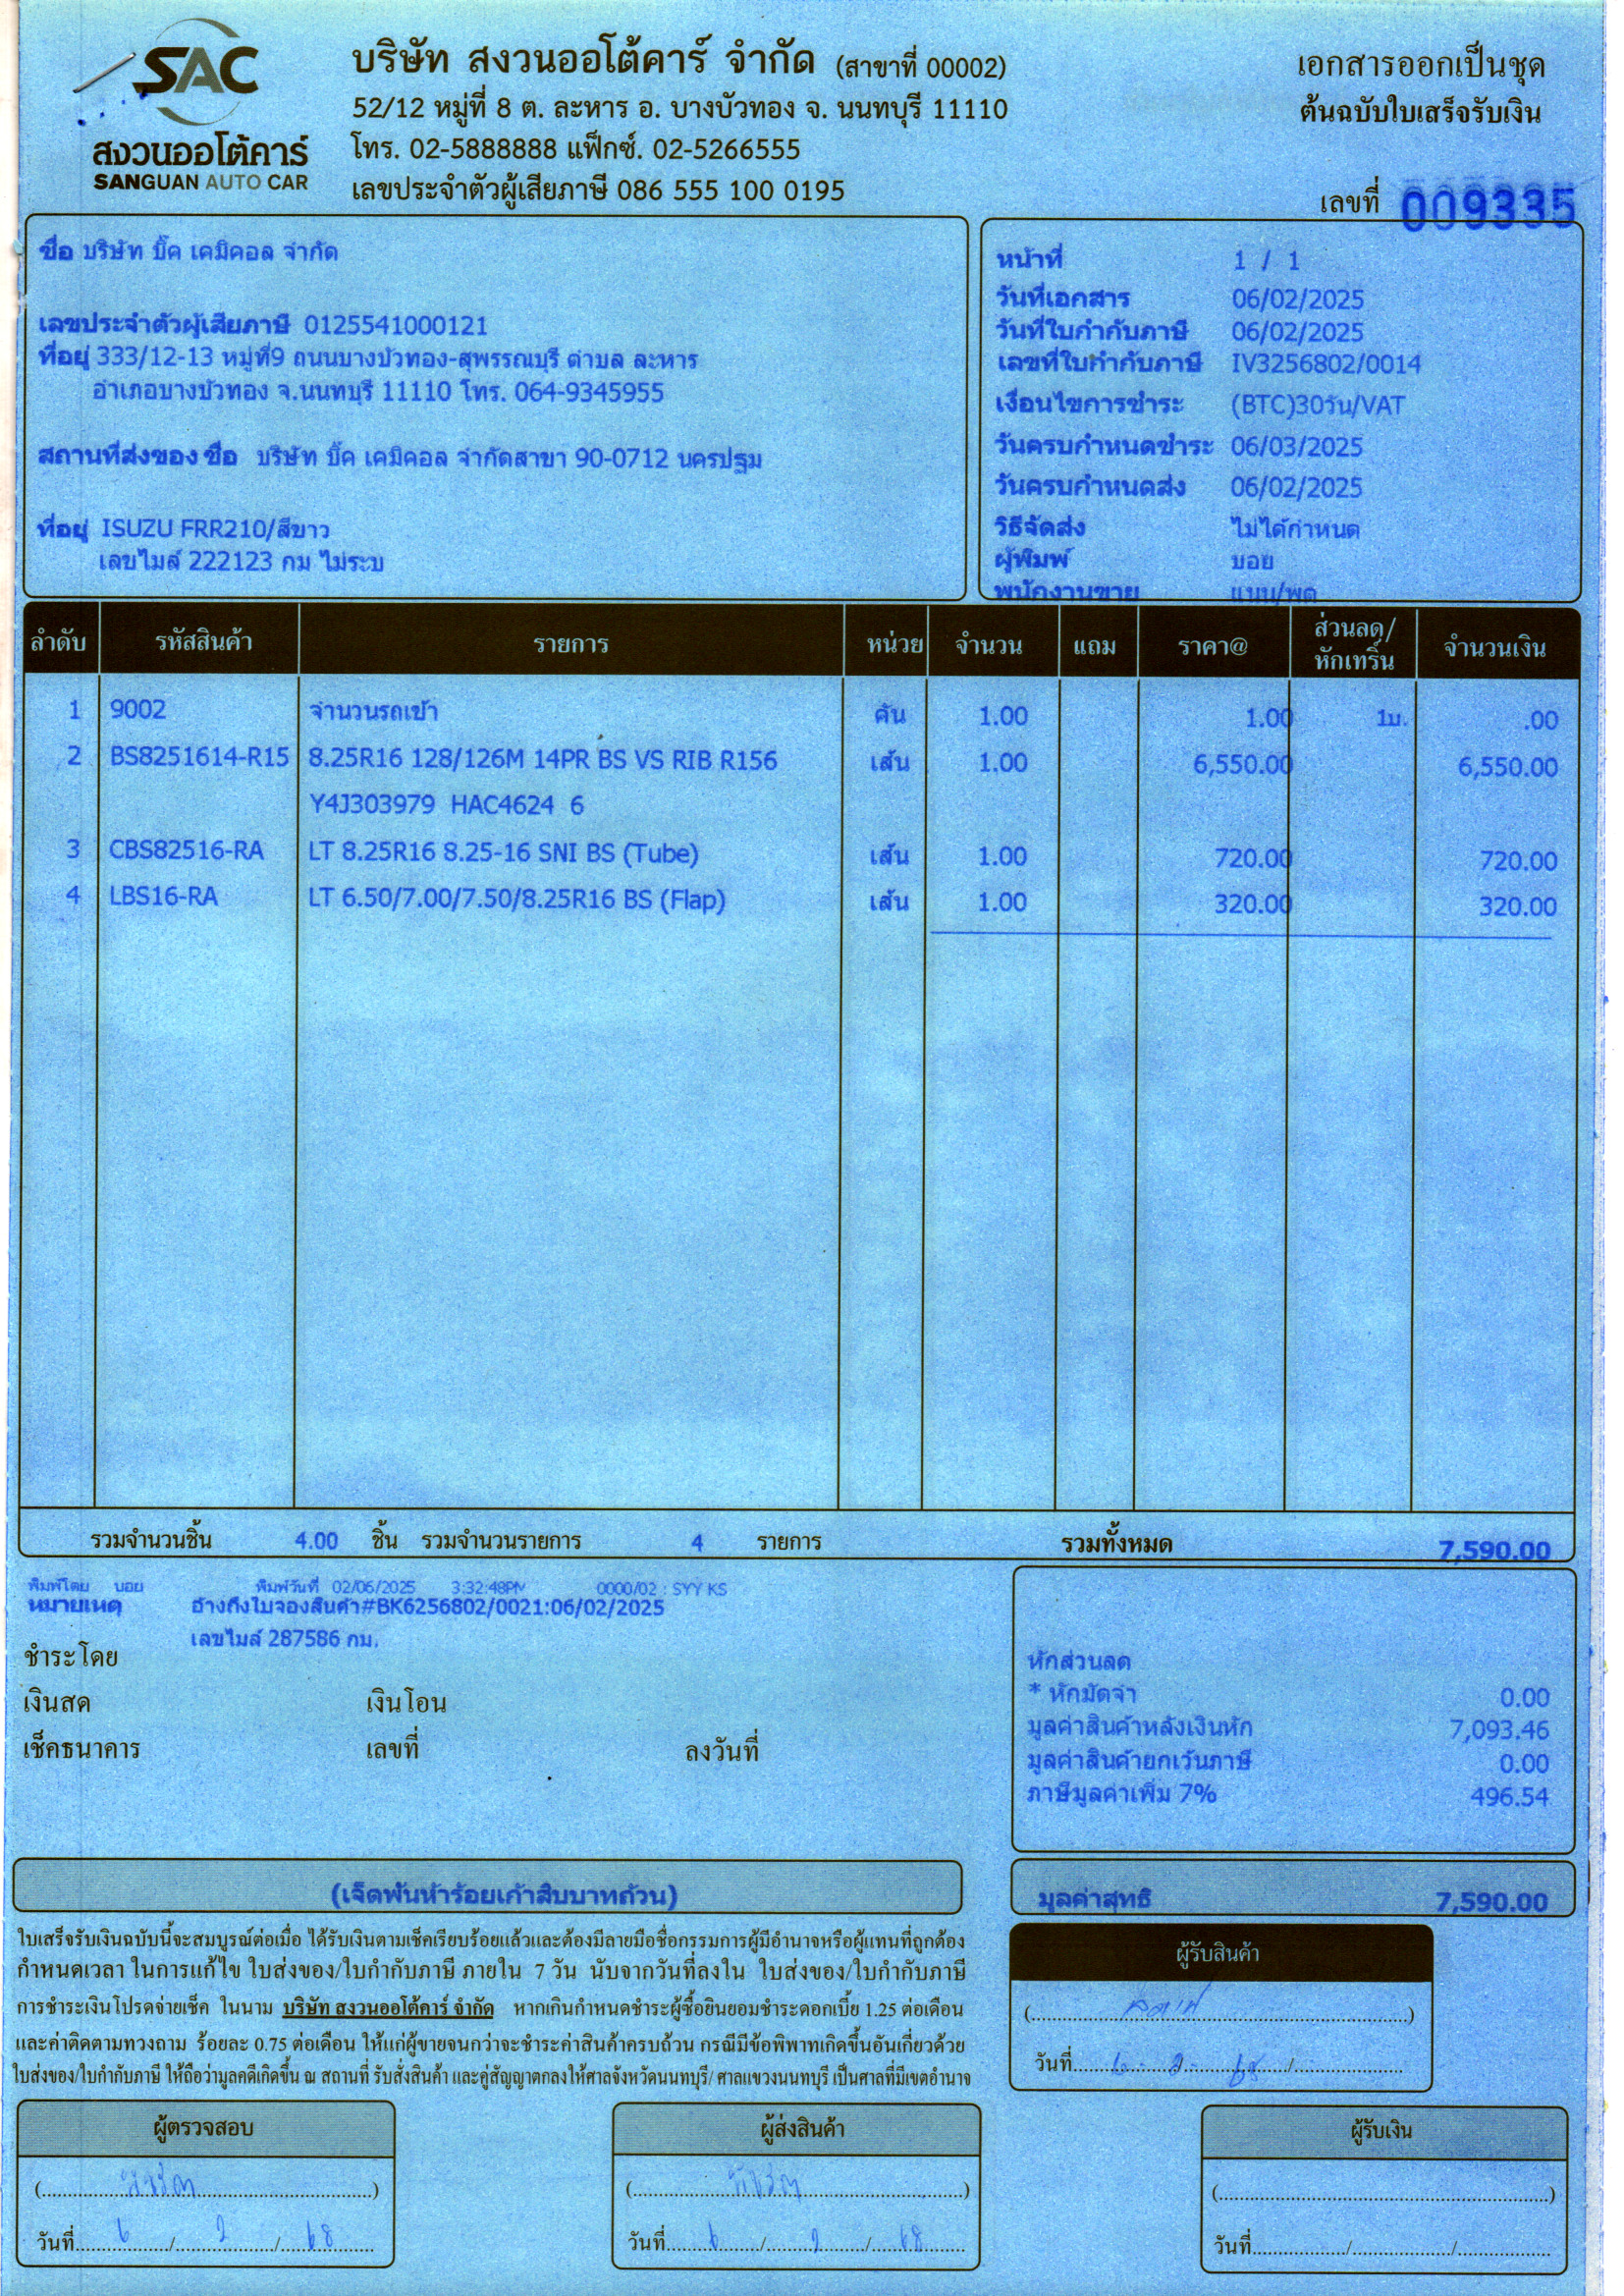 SAC
สงวนออโต้คาร์
SANGUAN AUTO CAR
บริษัท สงวนออโต้คาร์ จำกัด (สาขาที่ 00002)
52/12 หมู่ที่ 8 ต. ละหาร อ. บางบัวทอง จ. นนทบุรี 11110
โทร. 02-5888888 แฟ็กซ์. 02-5266555
เลขประจำตัวผู้เสียภาษี 086 555 100 0195
เอกสารออกเป็นชุด
ต้นฉบับใบเสร็จรับเงิน
เลขที่ 009335
ชื่อ บริษัท บิ๊ค เคมิคอล จำกัด
เลขประจำตัวผู้เสียภาษี 0125541000121
ที่อยู่ 333/12-13 หมู่ที่9 ถนนบางบัวทอง-สุพรรณบุรี ตำบล ละหาร
อำเภอบางบัวทอง จ.นนทบุรี 11110 โทร. 064-9345955
สถานที่ส่งของ ชื่อ บริษัท บิ๊ค เคมิคอล จำกัดสาขา 90-0712 นครปฐม
ที่อยู่ ISUZU FRR210/สีขาว
เลขไมล์ 222123 กม ไม่ระบ
หน้าที่ 1 / 1
วันที่เอกสาร 06/02/2025
วันที่ใบกำกับภาษี 06/02/2025
เลขที่ใบกำกับภาษี IV3256802/0014
เงื่อนไขการชำระ (BTC)30วัน/VAT
วันครบกำหนดชำระ 06/03/2025
วันครบกำหนดส่ง 06/02/2025
วิธีจัดส่ง ไม่ได้กำหนด
ผู้พิมพ์ บอย
พนักงานขาย แนน/พด
ลำดับ รหัสสินค้า รายการ หน่วย จำนวน แถม ราคา@ ส่วนลด/หักเทริ์น จำนวนเงิน
1 9002 จำนวนรถเข้า คัน 1.00 1.00 1บ. .00
2 BS8251614-R15 8.25R16 128/126M 14PR BS VS RIB R156 เส้น 1.00 6,550.00 6,550.00
Y4J303979 HAC4624 6
3 CBS82516-RA LT 8.25R16 8.25-16 SNI BS (Tube) เส้น 1.00 720.00 720.00
4 LBS16-RA LT 6.50/7.00/7.50/8.25R16 BS (Flap) เส้น 1.00 320.00 320.00
รวมจำนวนชิ้น 4.00 ชิ้น รวมจำนวนรายการ 4 รายการ รวมทั้งหมด 7,590.00
พิมพ์โดย บอย พิมพ์วันที่ 02/06/2025 3:32:48PM 0000/02 : SYY KS
หมายเหตุ อ้างถึงใบจองสินค้า#BK6256802/0021:06/02/2025
เลขไมล์ 287586 กม.
ชำระโดย
เงินสด เงินโอน
เช็คธนาคาร เลขที่ ลงวันที่
หักส่วนลด
* หักมัดจำ 0.00
มูลค่าสินค้าหลังเงินหัก 7,093.46
มูลค่าสินค้ายกเว้นภาษี 0.00
ภาษีมูลค่าเพิ่ม 7% 496.54
(เจ็ดพันห้าร้อยเก้าสิบบาทถ้วน)
มูลค่าสุทธิ 7,590.00
ใบเสร็จรับเงินฉบับนี้จะสมบูรณ์ต่อเมื่อ ได้รับเงินตามเช็คเรียบร้อยแล้วและต้องมีลายมือชื่อกรรมการผู้มีอำนาจหรือผู้แทนที่ถูกต้อง
กำหนดเวลา ในการแก้ไข ใบส่งของ/ใบกำกับภาษี ภายใน 7 วัน นับจากวันที่ลงใน ใบส่งของ/ใบกำกับภาษี
การชำระเงินโปรดจ่ายเช็ค ในนาม บริษัท สงวนออโต้คาร์ จำกัด หากเกินกำหนดชำระผู้ซื้อยินยอมชำระดอกเบี้ย 1.25 ต่อเดือน
และค่าติดตามทวงถาม ร้อยละ 0.75 ต่อเดือน ให้แก่ผู้ขายจนกว่าจะชำระค่าสินค้าครบถ้วน กรณีมีข้อพิพาทเกิดขึ้นอันเกี่ยวด้วย
ใบส่งของ/ใบกำกับภาษี ให้ถือว่ามูลคดีเกิดขึ้น ณ สถานที่ รับสั่งสินค้า และคู่สัญญาตกลงให้ศาลจังหวัดนนทบุรี/ ศาลแขวงนนทบุรี เป็นศาลที่มีเขตอำนาจ
ผู้รับสินค้า
วันที่ 6 - 2 - 68
ผู้ตรวจสอบ
วันที่ 6 / 2 / 68
ผู้ส่งสินค้า
วันที่ 6 / 2 / 68
ผู้รับเงิน
วันที่